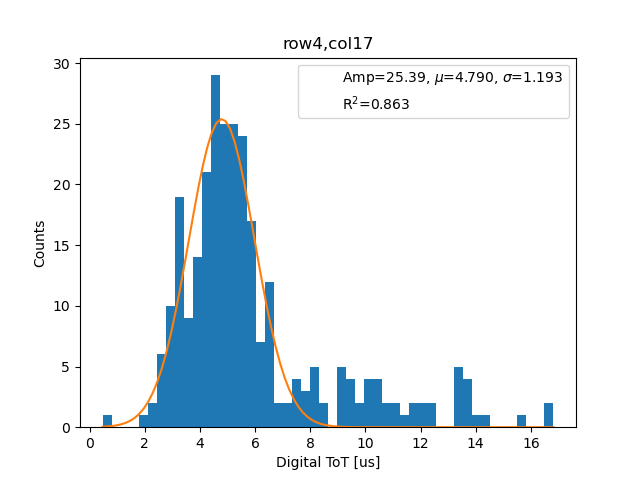 row4,col17
Amp=25.39, μ=4.790, σ=1.193
R²=0.863
30
25
20
15
10
5
0
Counts
0 2 4 6 8 10 12 14 16
Digital ToT [us]